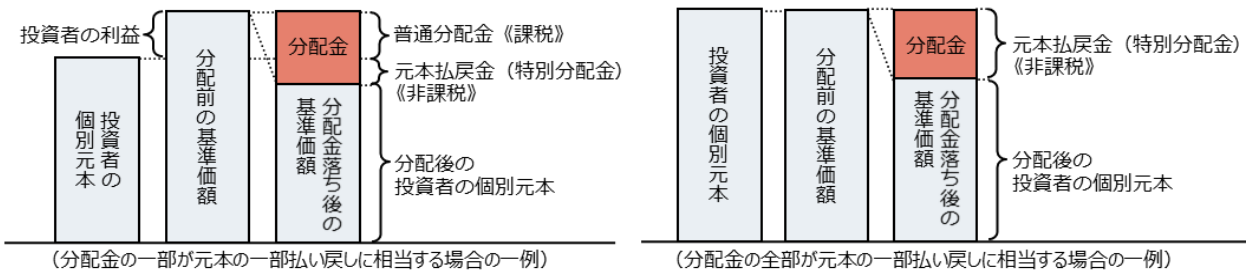 投資者の利益
投資者の
個別元本
分配前の基準価額
分配金
分配金落ち後の
基準価額
普通分配金《課税》
元本払戻金（特別分配金）
《非課税》
分配後の
投資者の個別元本
（分配金の一部が元本の一部払い戻しに相当する場合の一例）
投資者の個別元本
分配前の基準価額
分配金
分配金落ち後の
基準価額
元本払戻金（特別分配金）
《非課税》
分配後の
投資者の個別元本
（分配金の全部が元本の一部払い戻しに相当する場合の一例）